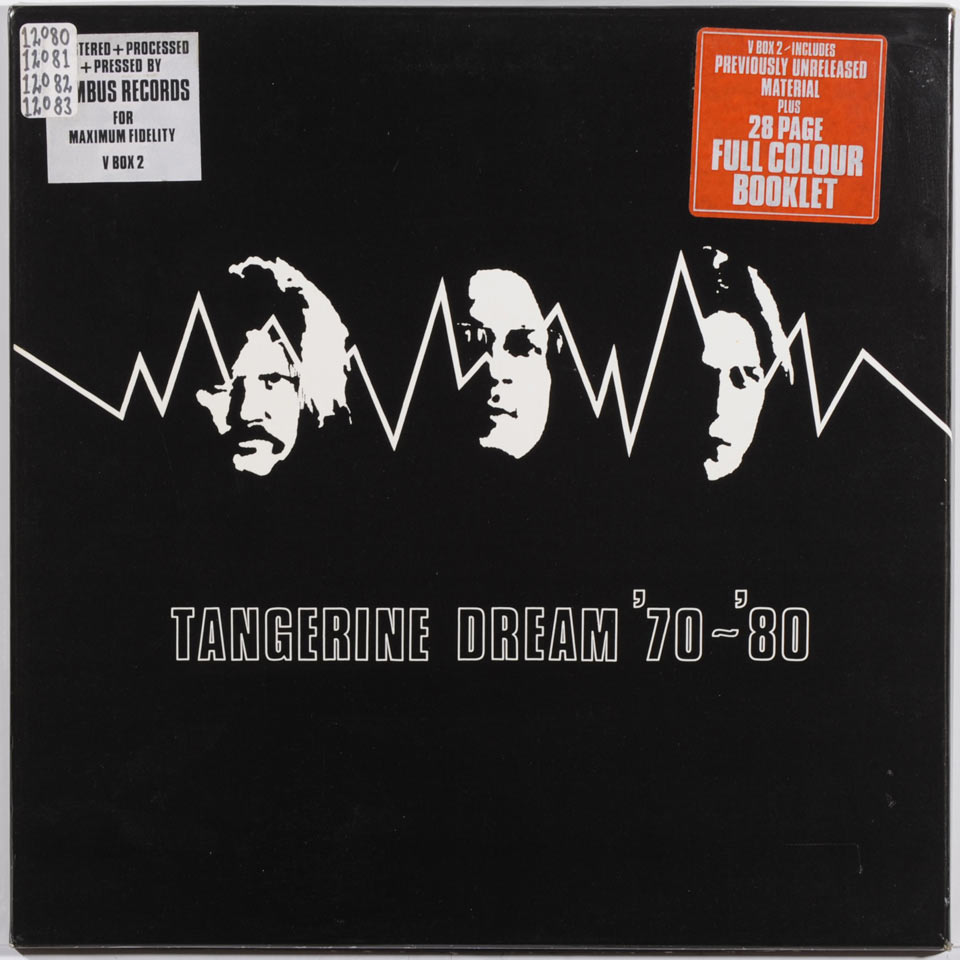 12080
12081
12082
12083
TERED + PROCESSED
+ PRESSED BY
MBUS RECORDS
FOR
MAXIMUM FIDELITY
V BOX 2
V BOX 2 - INCLUDES
PREVIOUSLY UNRELEASED
MATERIAL
PLUS
28 PAGE
FULL COLOUR
BOOKLET
TANGERINE DREAM '70~'80